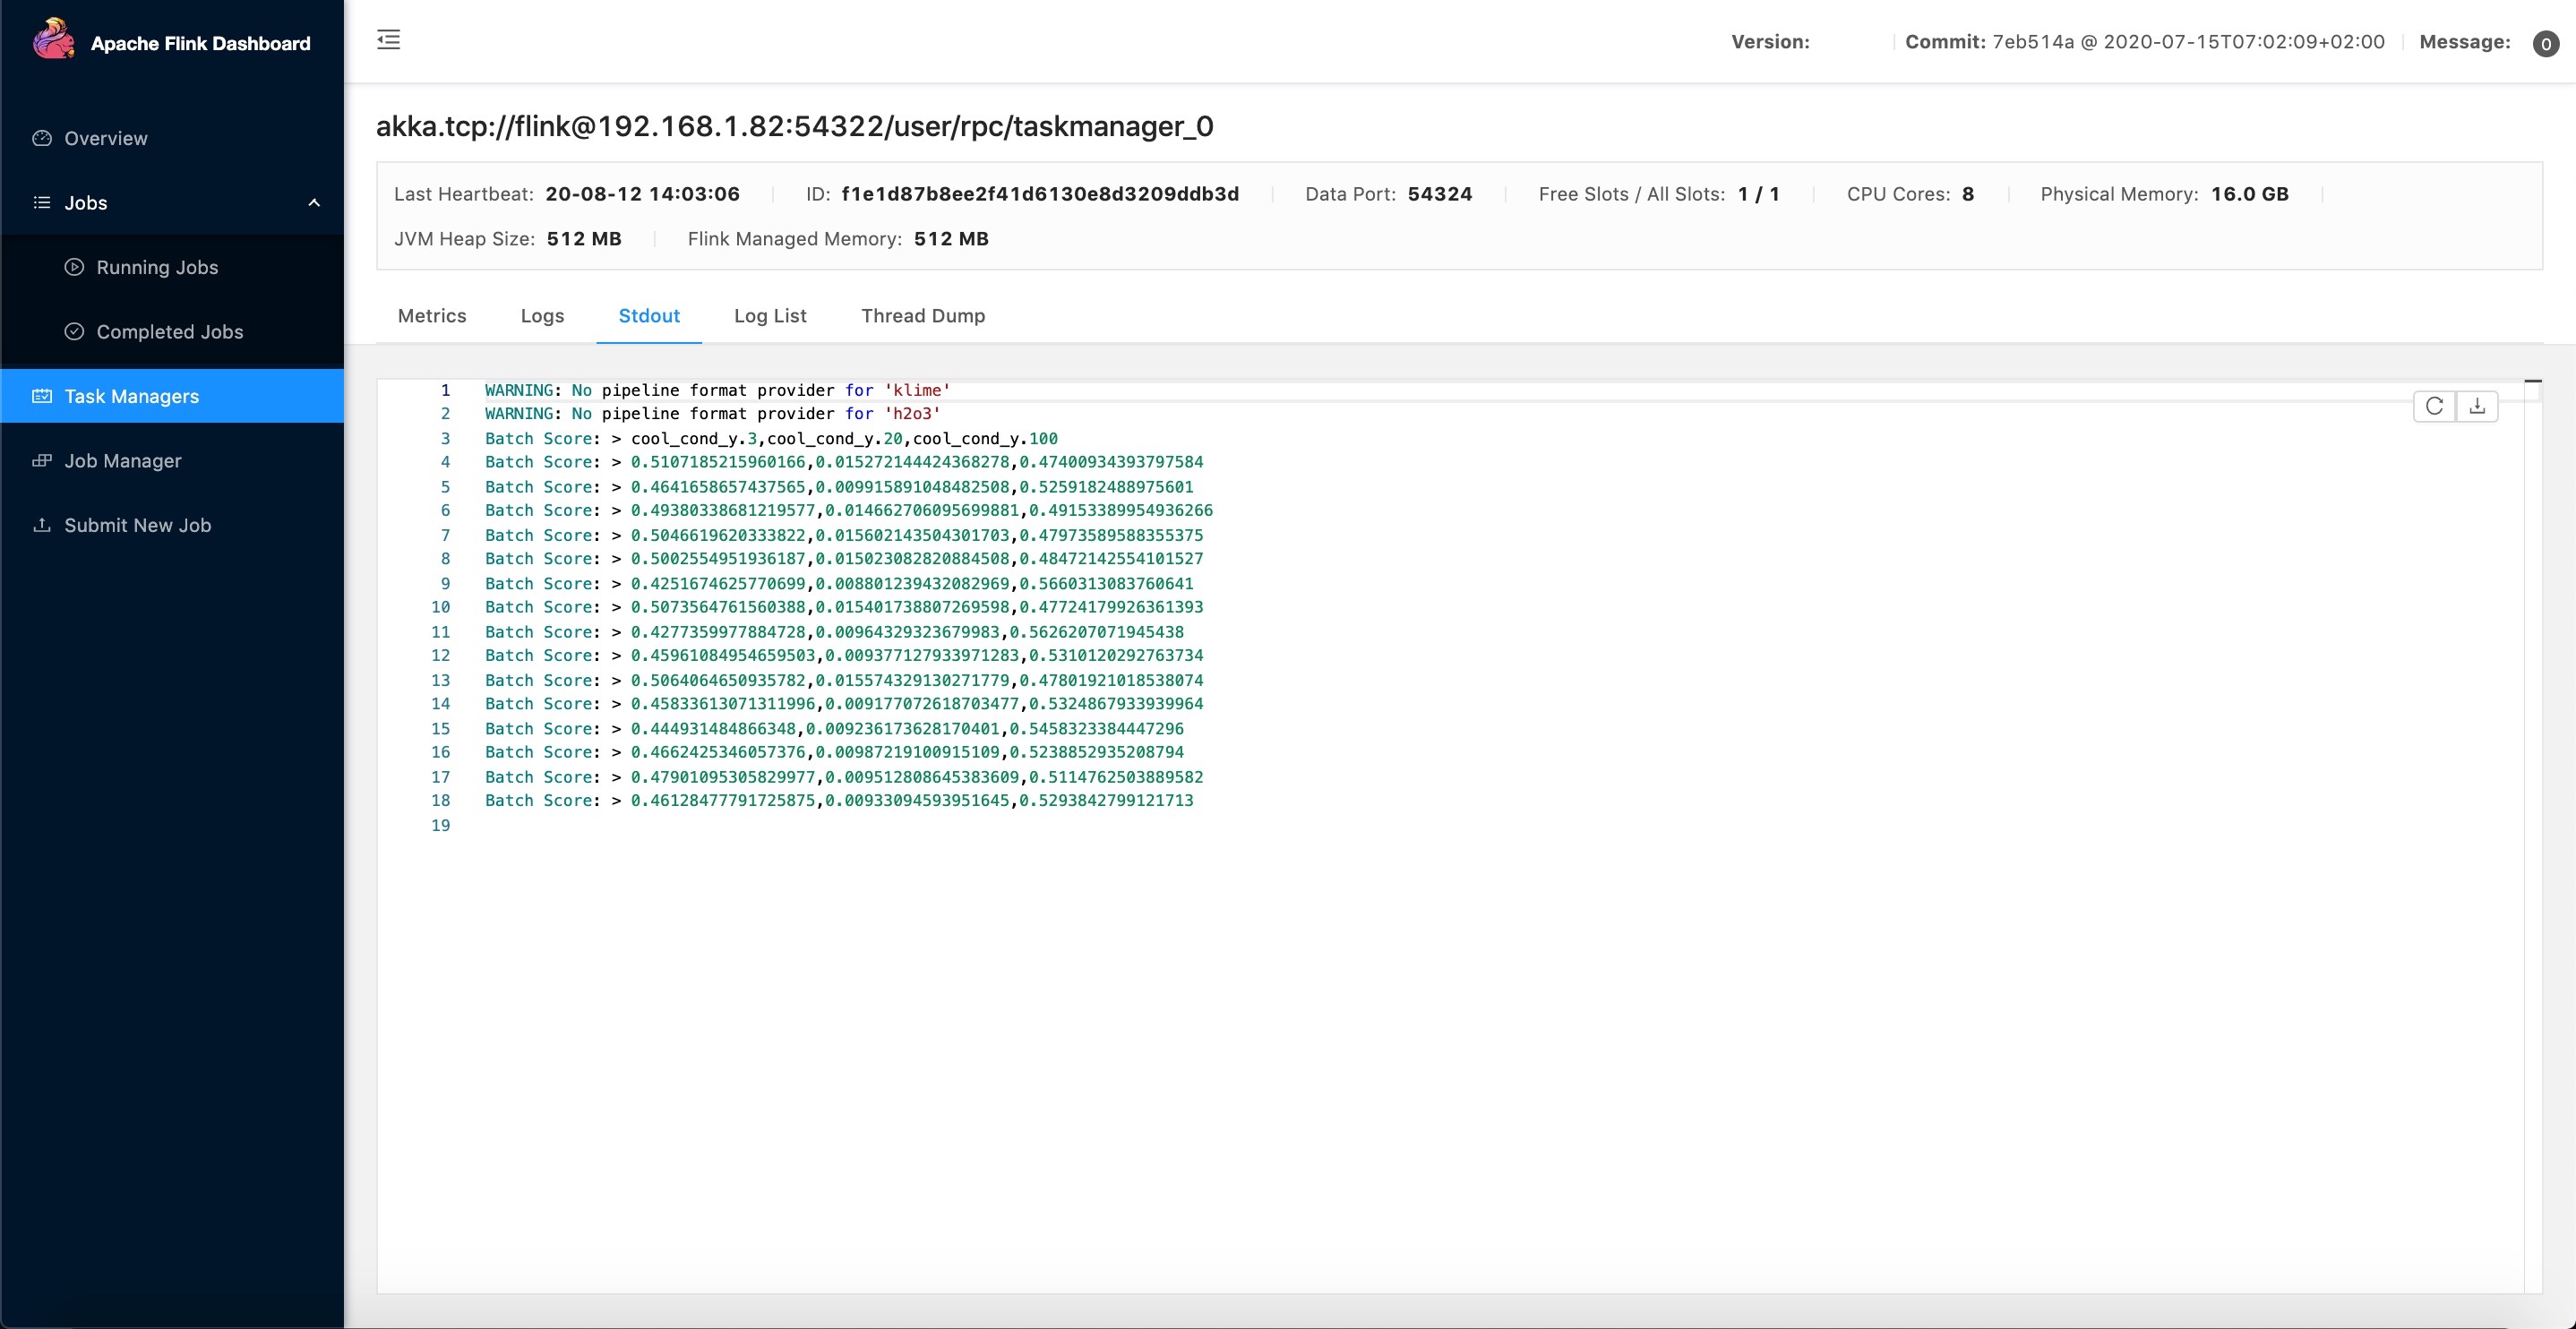 Apache Flink Dashboard
Version: Commit: 7eb514a @ 2020-07-15T07:02:09+02:00 Message: 0
Overview
Jobs
Running Jobs
Completed Jobs
Task Managers
Job Manager
Submit New Job
akka.tcp://flink@192.168.1.82:54322/user/rpc/taskmanager_0
Last Heartbeat: 20-08-12 14:03:06 ID: f1e1d87b8ee2f41d6130e8d3209ddb3d Data Port: 54324 Free Slots / All Slots: 1 / 1 CPU Cores: 8 Physical Memory: 16.0 GB
JVM Heap Size: 512 MB Flink Managed Memory: 512 MB
Metrics Logs Stdout Log List Thread Dump
1 WARNING: No pipeline format provider for 'klime'
2 WARNING: No pipeline format provider for 'h2o3'
3 Batch Score: > cool_cond_y.3,cool_cond_y.20,cool_cond_y.100
4 Batch Score: > 0.5107185215960166,0.015272144424368278,0.47400934393797584
5 Batch Score: > 0.4641658657437565,0.009915891048482508,0.5259182488975601
6 Batch Score: > 0.49380338681219577,0.014662706095699881,0.49153389954936266
7 Batch Score: > 0.5046619620333822,0.015602143504301703,0.47973589588355375
8 Batch Score: > 0.5002554951936187,0.015023082820884508,0.48472142554101527
9 Batch Score: > 0.4251674625770699,0.008801239432082969,0.5660313083760641
10 Batch Score: > 0.5073564761560388,0.015401738807269598,0.47724179926361393
11 Batch Score: > 0.4277359977884728,0.00964329323679983,0.5626207071945438
12 Batch Score: > 0.45961084954659503,0.009377127933971283,0.5310120292763734
13 Batch Score: > 0.5064064650935782,0.015574329130271779,0.47801921018538074
14 Batch Score: > 0.45833613071311996,0.009177072618703477,0.5324867933939964
15 Batch Score: > 0.444931484866348,0.009236173628170401,0.5458323384447296
16 Batch Score: > 0.4662425346057376,0.00987219100915109,0.5238852935208794
17 Batch Score: > 0.47901095305829977,0.009512808645383609,0.5114762503889582
18 Batch Score: > 0.46128477791725875,0.00933094593951645,0.5293842799121713
19